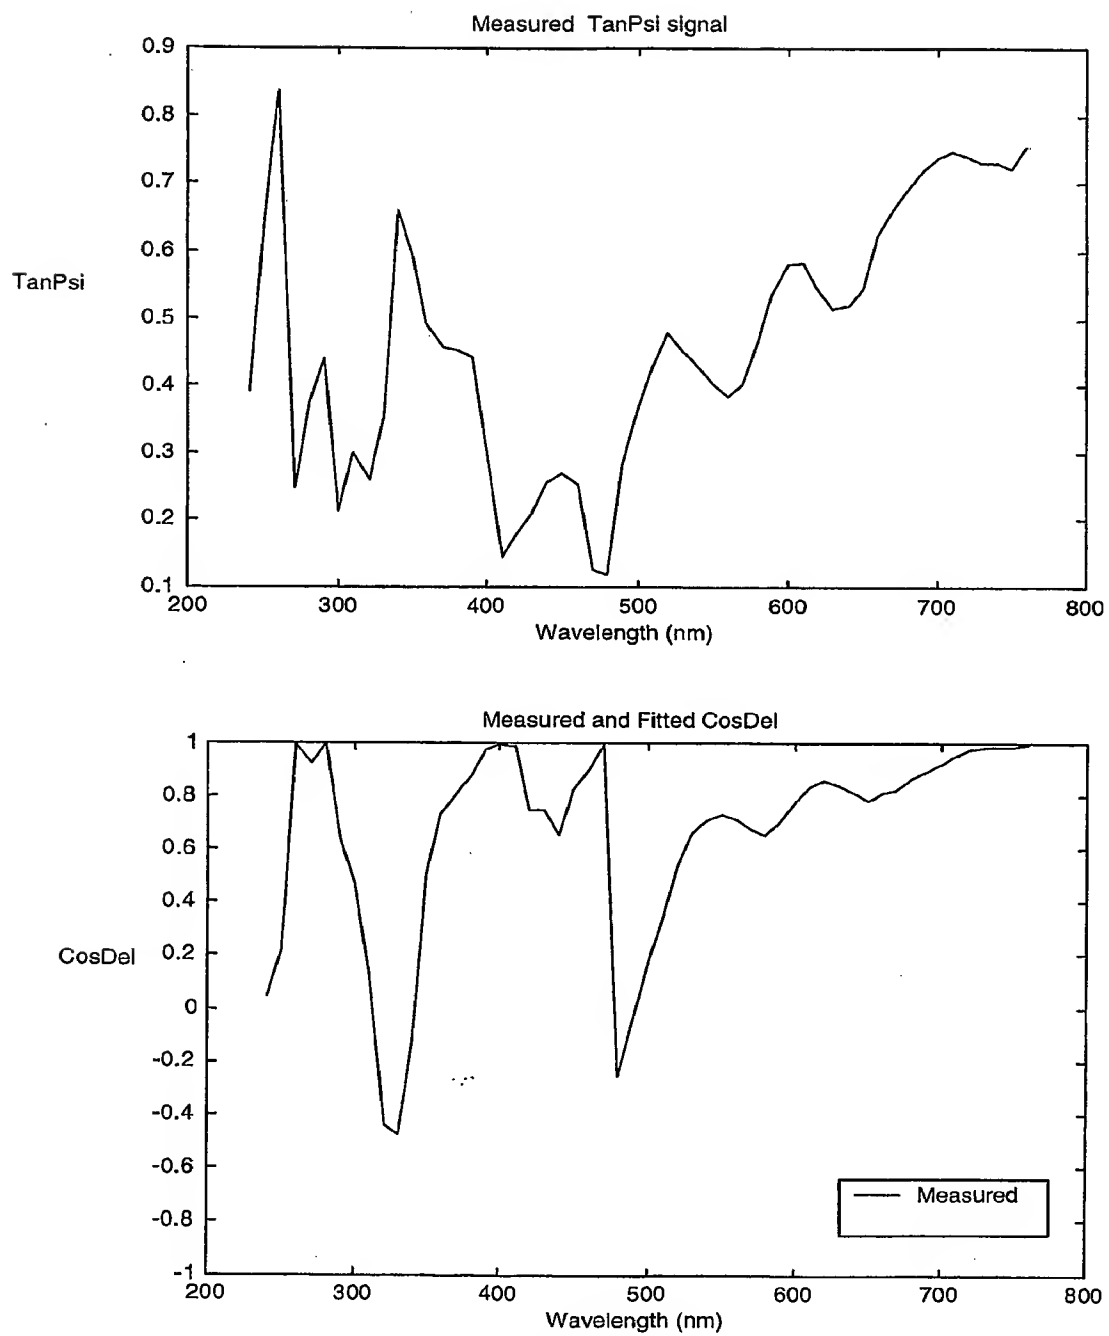 Measured TanPsi signal
0.9
0.8
0.7
0.6
TanPsi
0.5
0.4
0.3
0.2
0.1
200 300 400 500 600 700 800
Wavelength (nm)
Measured and Fitted CosDel
1
0.8
0.6
0.4
0.2
CosDel
0
-0.2
-0.4
-0.6
-0.8
-1
Measured
200 300 400 500 600 700 800
Wavelength (nm)